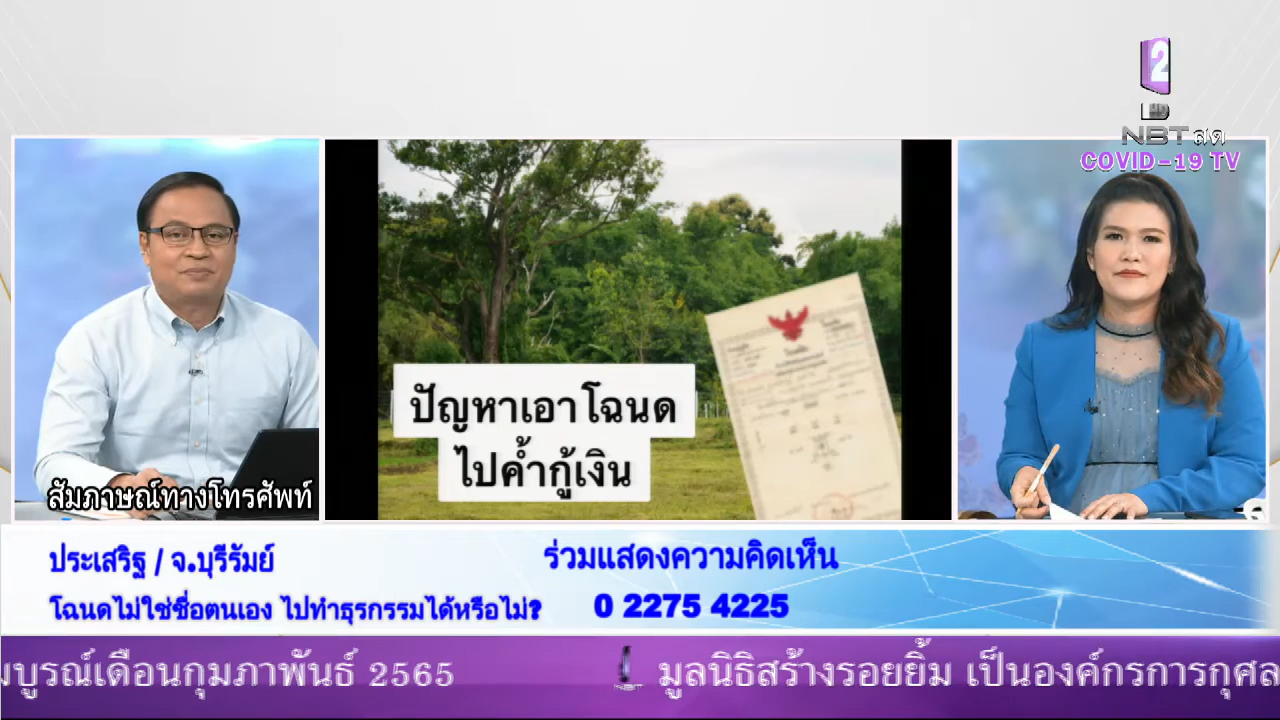 2
HD
NBT สด
COVID-19 TV
ปัญหาเอาโฉนด
ไปค้ำกู้เงิน
สัมภาษณ์ทางโทรศัพท์
ประเสริฐ / จ.บุรีรัมย์
ร่วมแสดงความคิดเห็น
โฉนดไม่ใช่ชื่อตนเอง ไปทำธุรกรรมได้หรือไม่?
0 2275 4225
มบูรณ์เดือนกุมภาพันธ์ 2565
มูลนิธิสร้างรอยยิ้ม เป็นองค์กรการกุศล